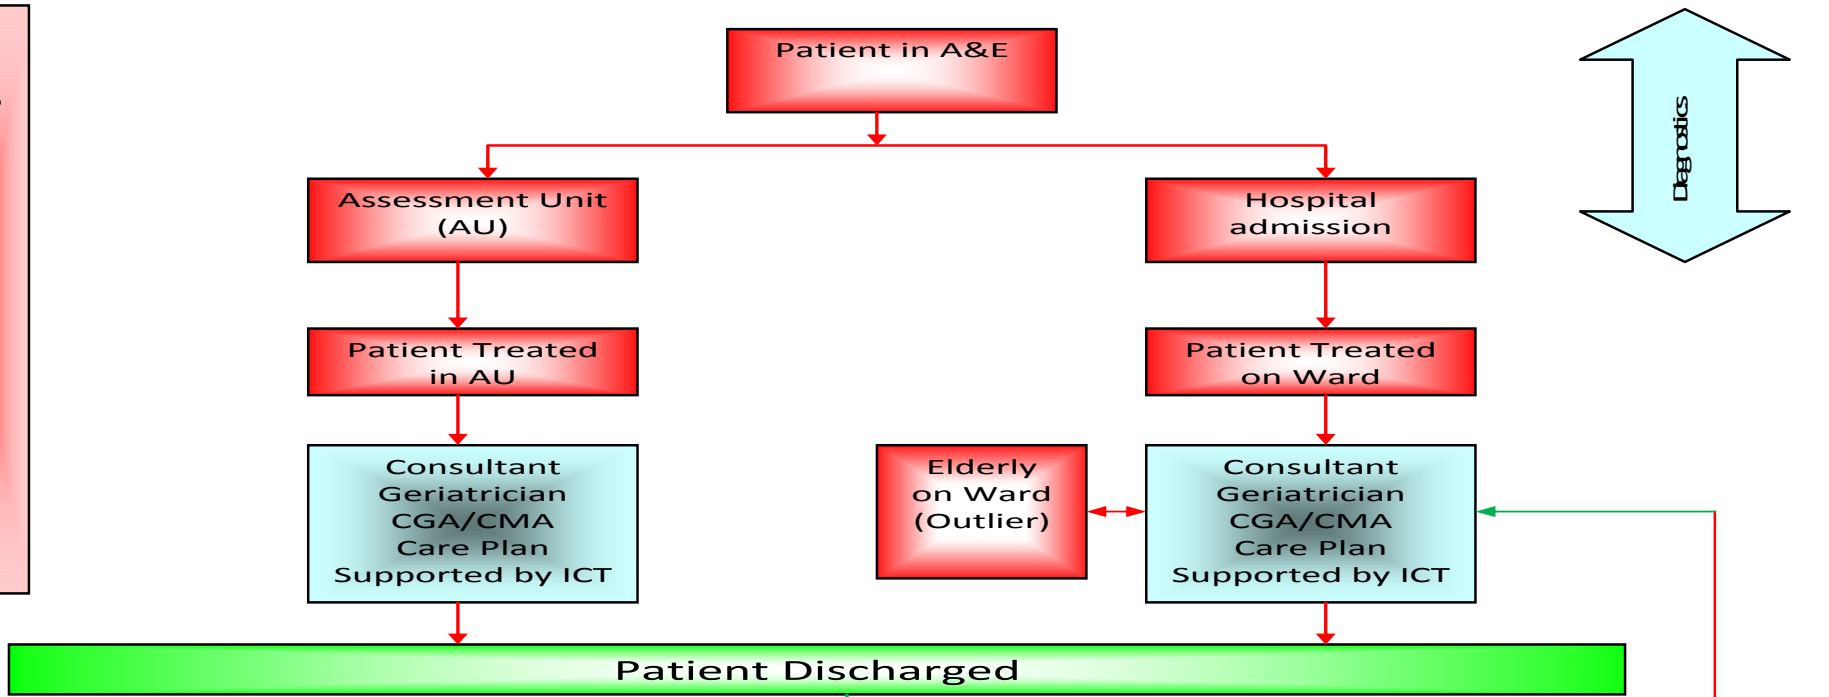 Patient in A&E
Diagnostics
Assessment Unit
(AU)
Hospital
admission
Patient Treated
in AU
Patient Treated
on Ward
Consultant
Geriatrician
CGA/CMA
Care Plan
Supported by ICT
Elderly
on Ward
(Outlier)
Consultant
Geriatrician
CGA/CMA
Care Plan
Supported by ICT
Patient Discharged